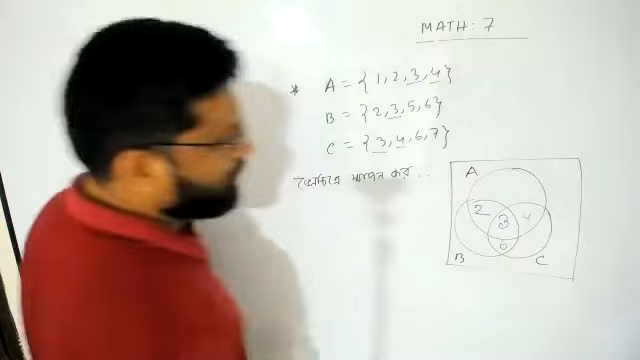 MATH: 7
* A = {1, 2, 3, 4}
B = {2, 3, 5, 6}
C = {3, 4, 6, 7}
ভেনচিত্রে স্থাপন কর . .
A
2
3
4
6
B
C